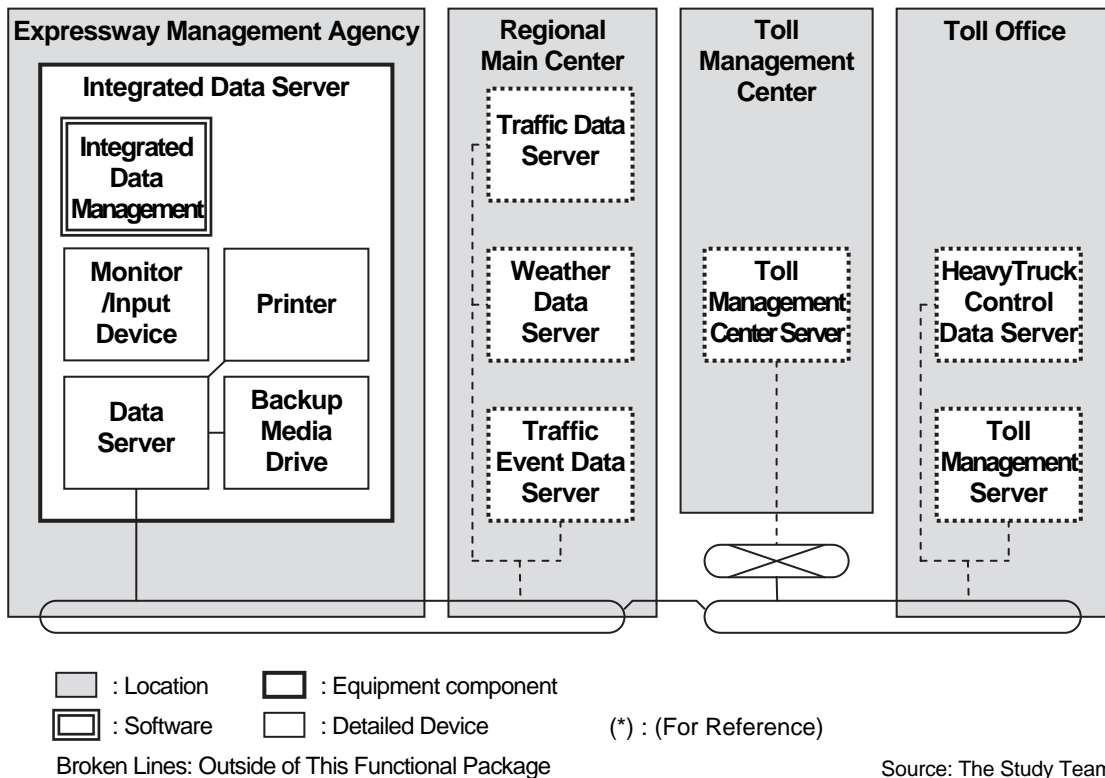 Expressway Management Agency
Integrated Data Server
Integrated
Data
Management
Monitor
/Input
Device
Printer
Data
Server
Backup
Media
Drive
Regional
Main Center
Traffic Data
Server
Weather
Data
Server
Traffic
Event Data
Server
Toll
Management
Center
Toll
Management
Center Server
Toll Office
HeavyTruck
Control
Data Server
Toll
Management
Server
: Location
: Equipment component
: Software
: Detailed Device
(*) : (For Reference)
Broken Lines: Outside of This Functional Package
Source: The Study Team